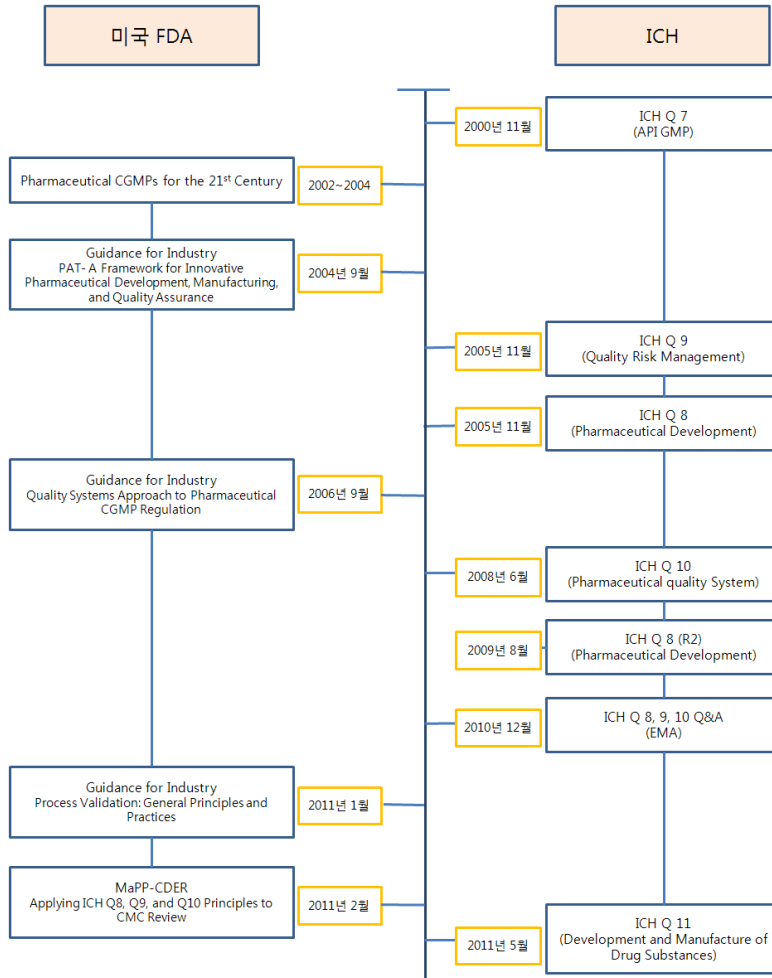 미국 FDA
ICH
2000년 11월
ICH Q 7
(API GMP)
Pharmaceutical CGMPs for the 21st Century
2002~2004
Guidance for Industry
PAT- A Framework for Innovative
Pharmaceutical Development, Manufacturing,
and Quality Assurance
2004년 9월
2005년 11월
ICH Q 9
(Quality Risk Management)
2005년 11월
ICH Q 8
(Pharmaceutical Development)
Guidance for Industry
Quality Systems Approach to Pharmaceutical
CGMP Regulation
2006년 9월
2008년 6월
ICH Q 10
(Pharmaceutical quality System)
2009년 8월
ICH Q 8 (R2)
(Pharmaceutical Development)
2010년 12월
ICH Q 8, 9, 10 Q&A
(EMA)
Guidance for Industry
Process Validation: General Principles and
Practices
2011년 1월
MaPP-CDER
Applying ICH Q8, Q9, and Q10 Principles to
CMC Review
2011년 2월
2011년 5월
ICH Q 11
(Development and Manufacture of
Drug Substances)